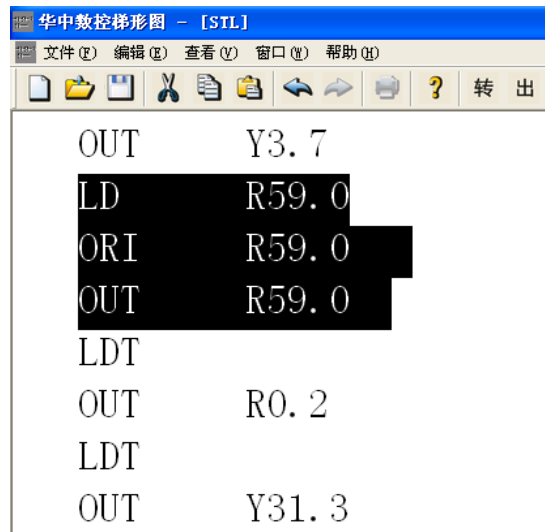 华中数控梯形图 - [STL]
文件(F) 编辑(E) 查看(V) 窗口(W) 帮助(H)
? 转 出
OUT Y3.7
LD R59.0
ORI R59.0
OUT R59.0
LDT
OUT R0.2
LDT
OUT Y31.3